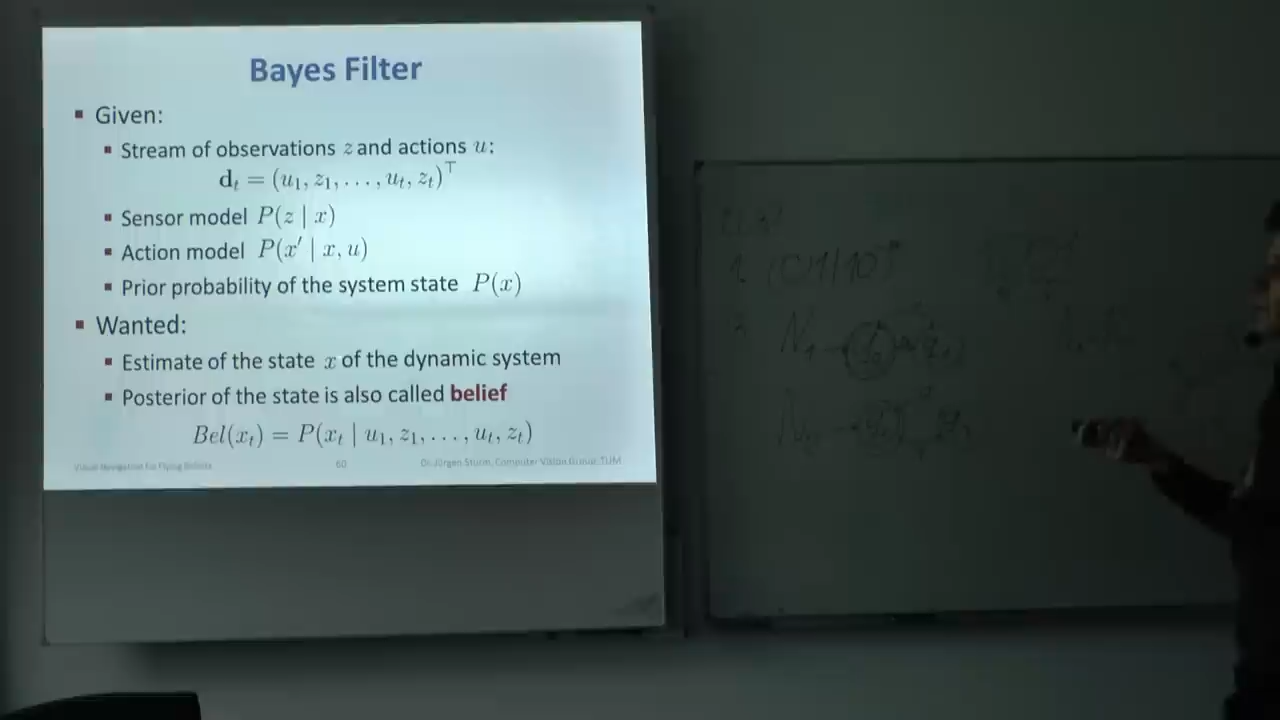 Bayes Filter
Given:
Stream of observations z and actions u:
d_t = (u_1, z_1, . . . , u_t, z_t)^⊤
Sensor model P(z | x)
Action model P(x′ | x, u)
Prior probability of the system state P(x)
Wanted:
Estimate of the state x of the dynamic system
Posterior of the state is also called belief
Bel(x_t) = P(x_t | u_1, z_1, . . . , u_t, z_t)
Visual Navigation for Flying Robots 60 Dr. Jürgen Sturm, Computer Vision Group, TUM